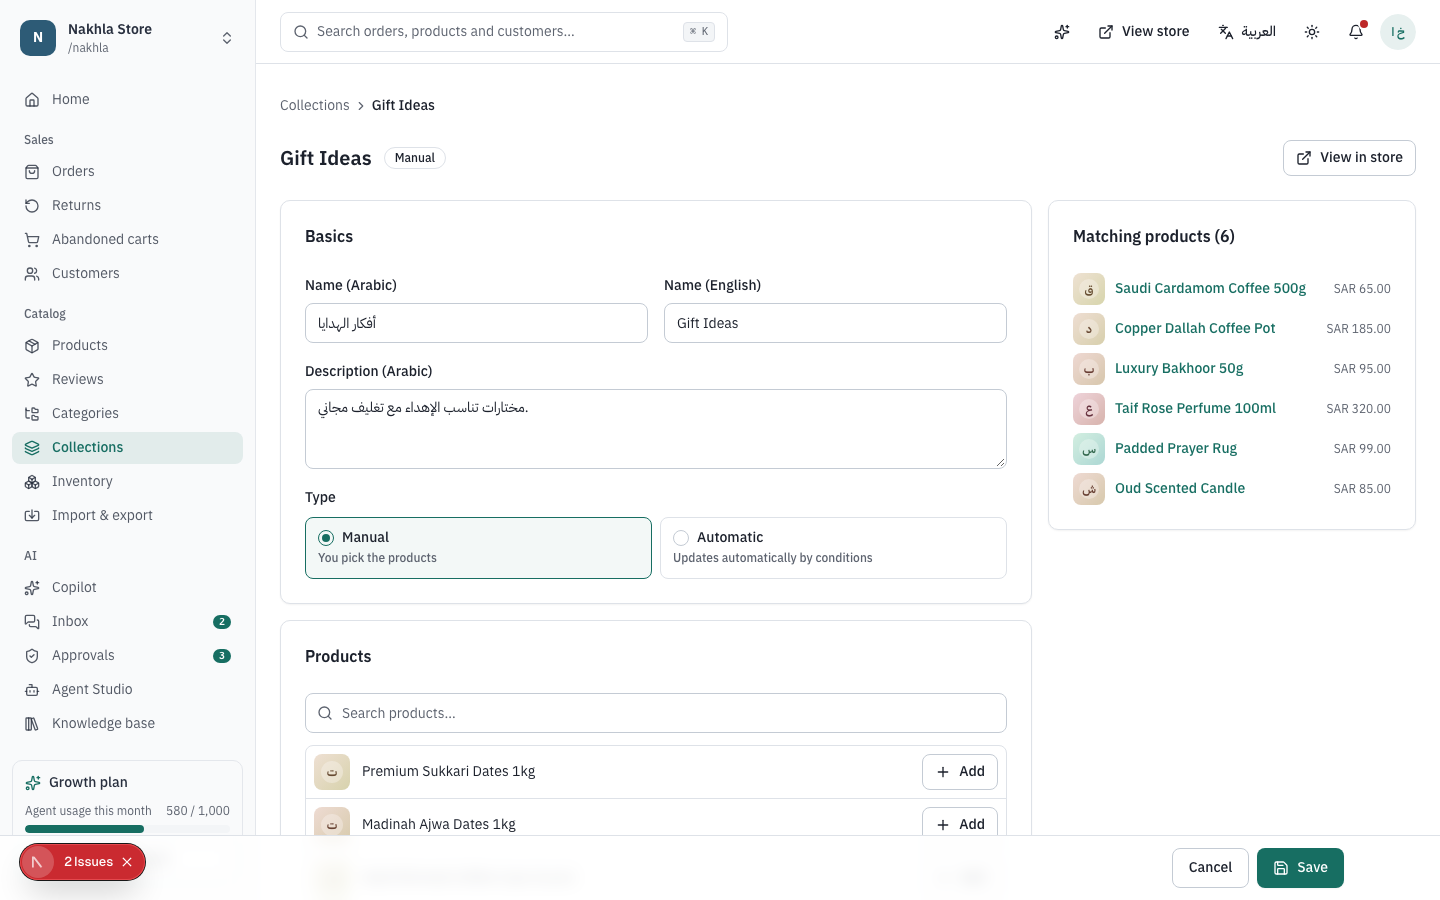 N
Nakhla Store
/nakhla
Search orders, products and customers...
⌘ K
View store
العربية
خ ا
Home
Sales
Orders
Returns
Abandoned carts
Customers
Catalog
Products
Reviews
Categories
Collections
Inventory
Import & export
AI
Copilot
Inbox
2
Approvals
3
Agent Studio
Knowledge base
Growth plan
Agent usage this month
580 / 1,000
2 Issues
Collections > Gift Ideas
Gift Ideas
Manual
View in store
Basics
Name (Arabic)
أفكار الهدايا
Name (English)
Gift Ideas
Description (Arabic)
مختارات تناسب الإهداء مع تغليف مجاني.
Type
Manual
You pick the products
Automatic
Updates automatically by conditions
Products
Search products...
ت
Premium Sukkari Dates 1kg
Add
ت
Madinah Ajwa Dates 1kg
Add
Matching products (6)
ق
Saudi Cardamom Coffee 500g
SAR 65.00
د
Copper Dallah Coffee Pot
SAR 185.00
ب
Luxury Bakhoor 50g
SAR 95.00
ع
Taif Rose Perfume 100ml
SAR 320.00
س
Padded Prayer Rug
SAR 99.00
ش
Oud Scented Candle
SAR 85.00
Cancel
Save